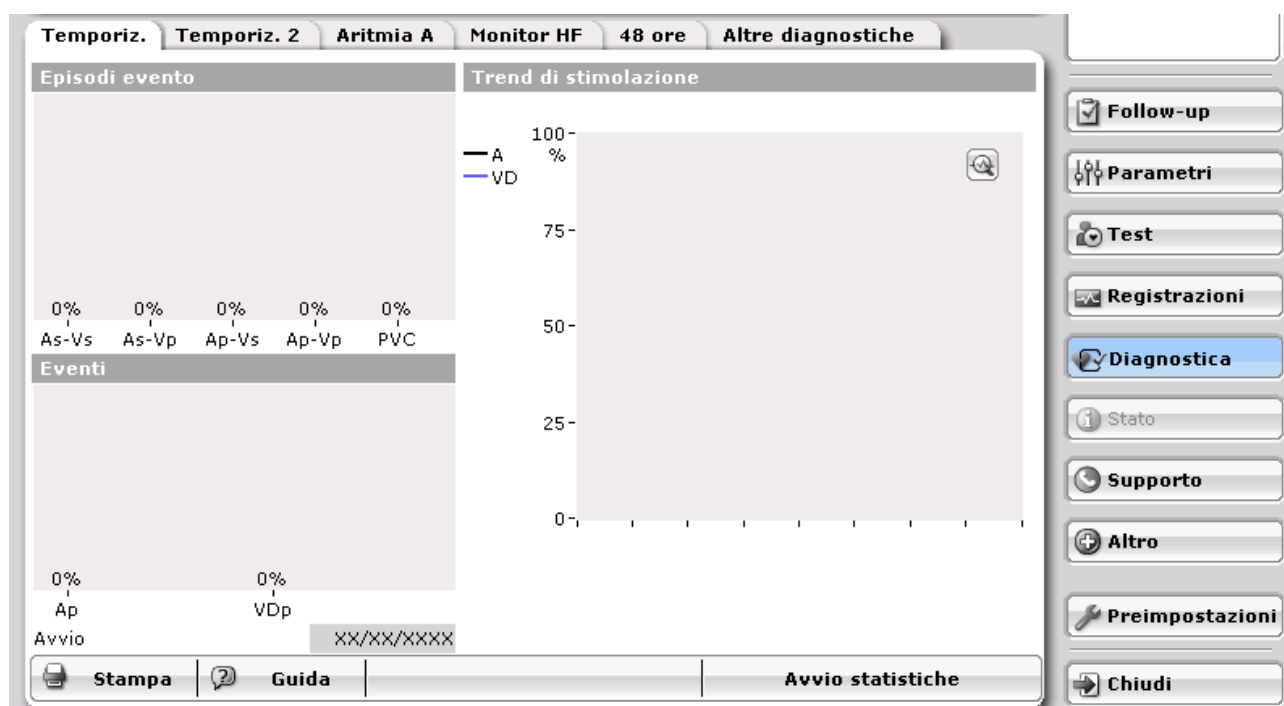 Temporiz. Temporiz. 2 Aritmia A Monitor HF 48 ore Altre diagnostiche
Episodi evento
0% 0% 0% 0% 0%
As-Vs As-Vp Ap-Vs Ap-Vp PVC
Eventi
0% 0%
Ap VDp
Avvio XX/XX/XXXX
Trend di stimolazione
A
VD
100
%
75
50
25
0
Stampa Guida Avvio statistiche
Follow-up
Parametri
Test
Registrazioni
Diagnostica
Stato
Supporto
Altro
Preimpostazioni
Chiudi